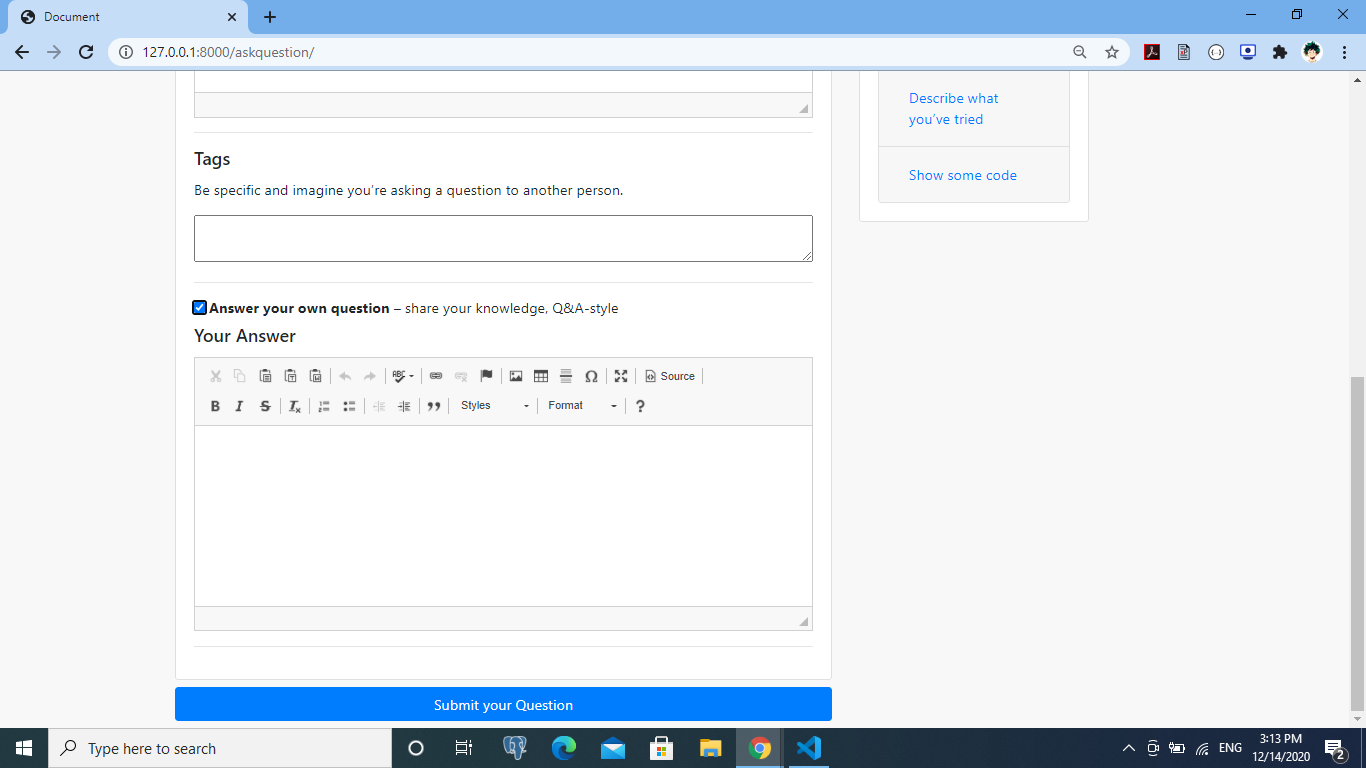 Document
127.0.0.1:8000/askquestion/
Describe what
you've tried
Show some code
Tags
Be specific and imagine you're asking a question to another person.
Answer your own question – share your knowledge, Q&A-style
Your Answer
ABC
Source
B I S Tx
Styles
Format
?
Submit your Question
Type here to search
ENG
3:13 PM
12/14/2020
2